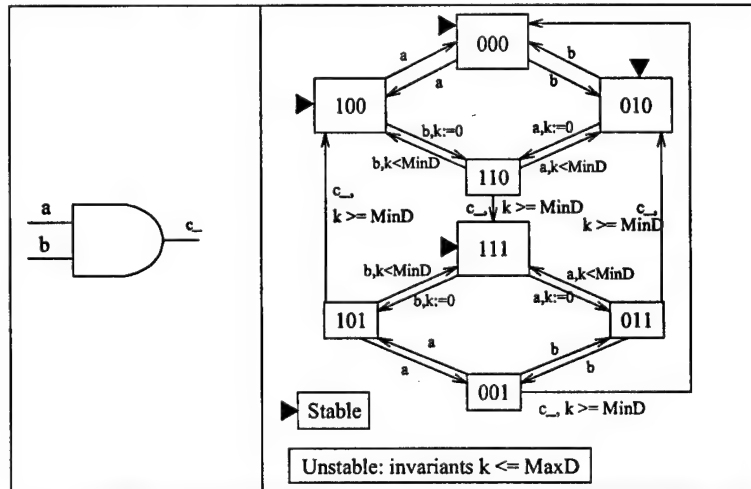 000
a
b
a
b
100
010
b,k:=0
a,k:=0
b,k<MinD
a,k<MinD
110
c_,
k >= MinD
c_, k >= MinD
c_,
k >= MinD
a
b
c_
111
b,k<MinD
a,k<MinD
b,k:=0
a,k:=0
101
011
a
b
a
b
001
c_, k >= MinD
Stable
Unstable: invariants k <= MaxD